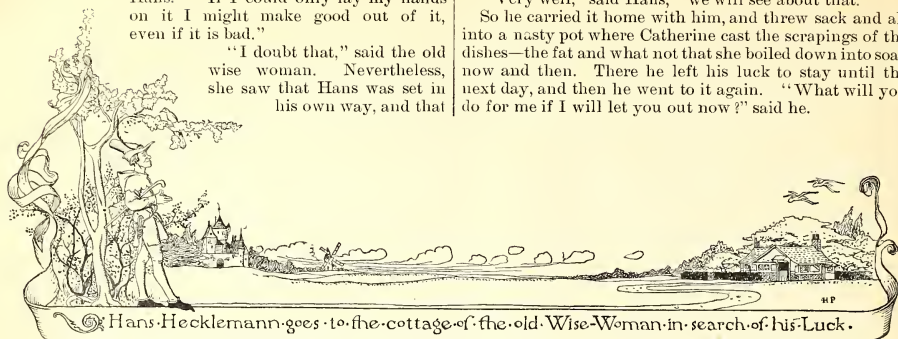 Hans. "If I could only lay my hands
on it I might make good out of it,
even if it is bad."
"I doubt that," said the old
wise woman. Nevertheless,
she saw that Hans was set in
his own way, and that
"Very well," said Hans, "we will see about that."
So he carried it home with him, and threw sack and a
into a nasty pot where Catherine cast the scrapings of th
dishes—the fat and what not that she boiled down into soa
now and then. There he left his luck to stay until th
next day, and then he went to it again. "What will yo
do for me if I will let you out now?" said he.
HP
Hans·Hecklemann·goes·to·the·cottage·of·the·old·Wise-Woman·in·search·of·his·Luck·